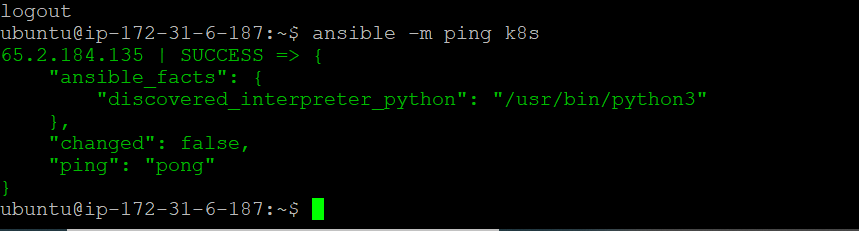 logout
ubuntu@ip-172-31-6-187:~$ ansible -m ping k8s
65.2.184.135 | SUCCESS => {
    "ansible_facts": {
        "discovered_interpreter_python": "/usr/bin/python3"
    },
    "changed": false,
    "ping": "pong"
}
ubuntu@ip-172-31-6-187:~$